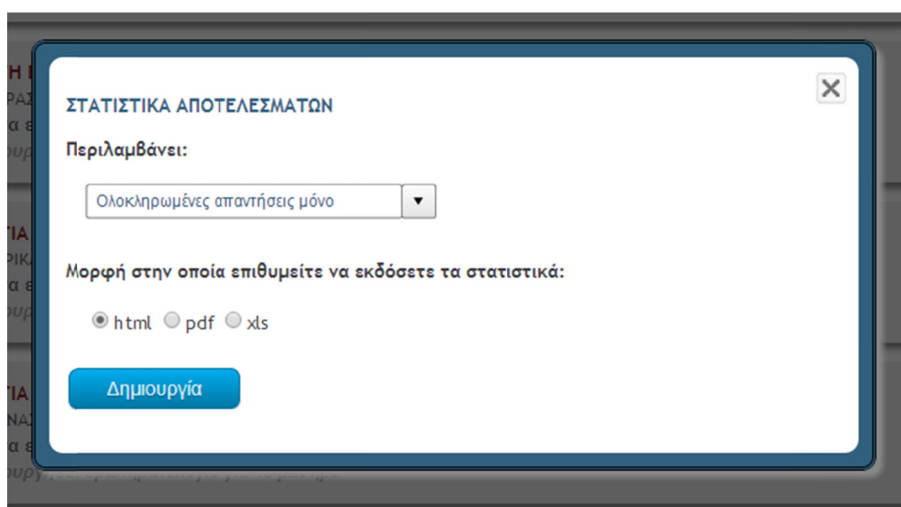 ΣΤΑΤΙΣΤΙΚΑ ΑΠΟΤΕΛΕΣΜΑΤΩΝ
Περιλαμβάνει:
Ολοκληρωμένες απαντήσεις μόνο
Μορφή στην οποία επιθυμείτε να εκδόσετε τα στατιστικά:
html pdf xls
Δημιουργία